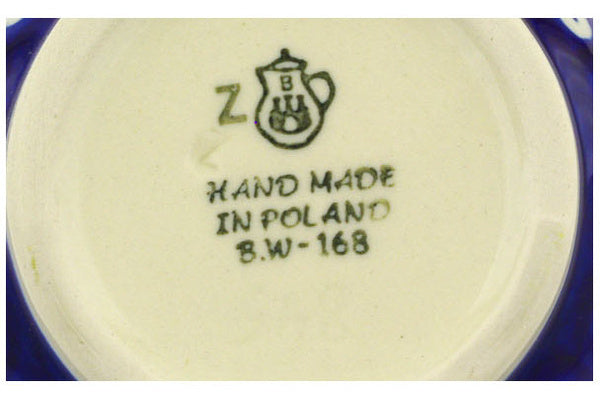 Z B
HAND MADE
IN POLAND
B.W-168